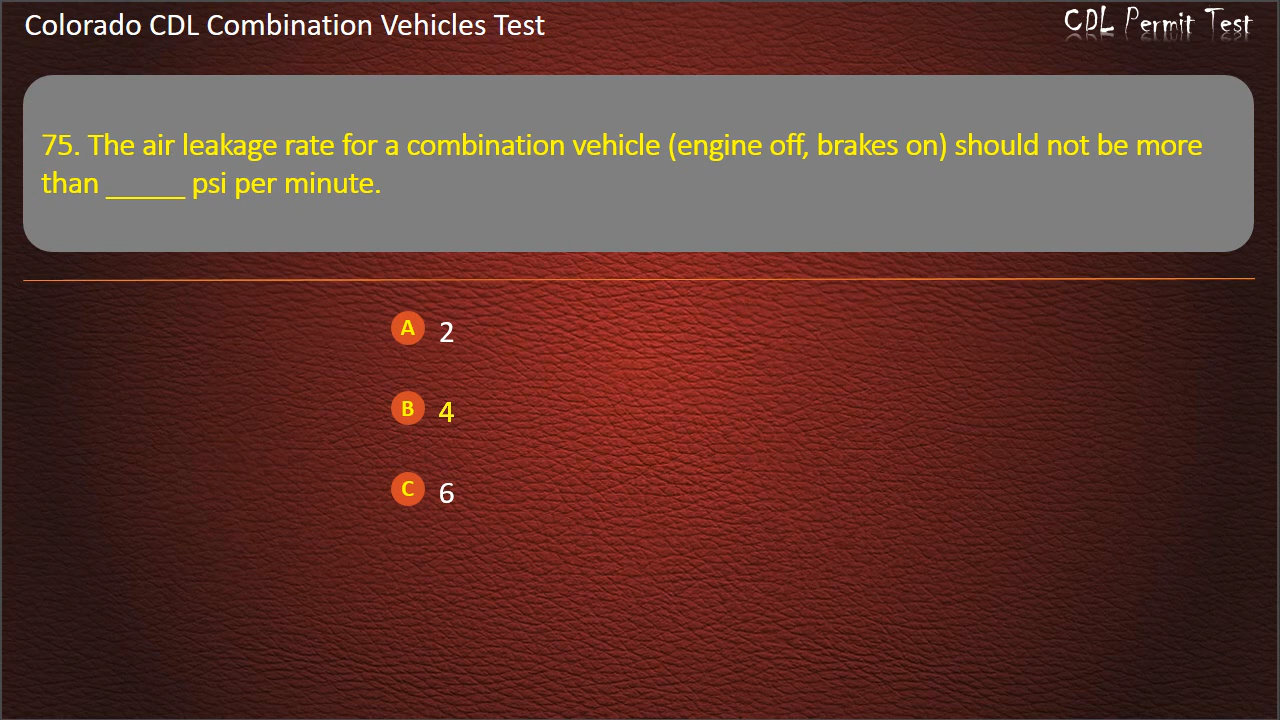 Colorado CDL Combination Vehicles Test
CDL Permit Test
75. The air leakage rate for a combination vehicle (engine off, brakes on) should not be more
than _____ psi per minute.
A 2
B 4
C 6